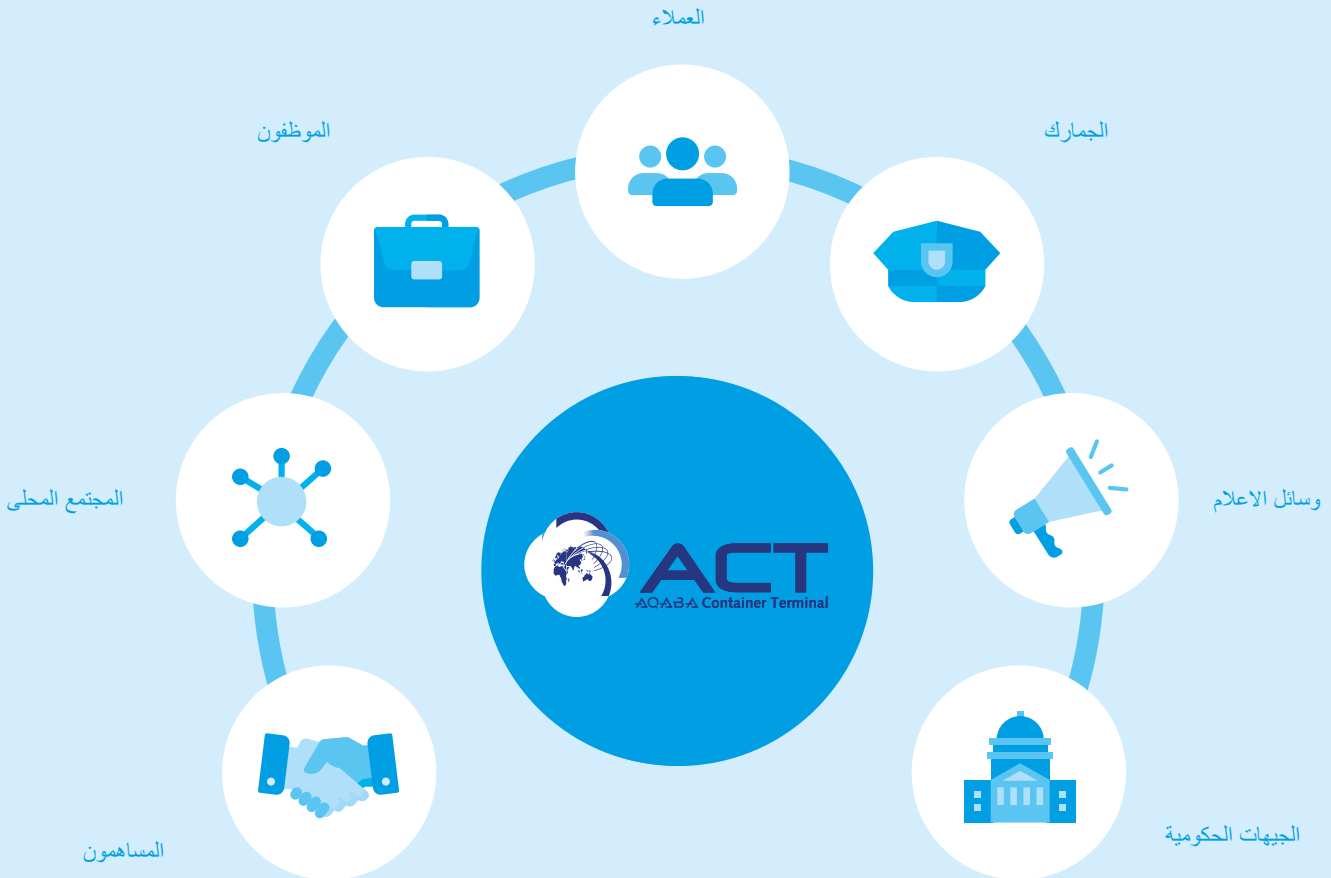 العملاء
الجمارك
الموظفون
وسائل الاعلام
المجتمع المحلى
ACT
AQABA Container Terminal
الجيهات الحكومية
المساهمون